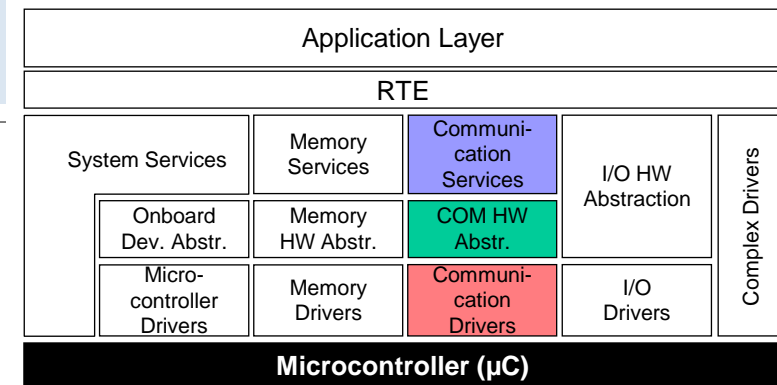 Application Layer
RTE
System Services
Memory
Services
Communi-
cation
Services
I/O HW
Abstraction
Complex Drivers
Onboard
Dev. Abstr.
Memory
HW Abstr.
COM HW
Abstr.
Micro-
controller
Drivers
Memory
Drivers
Communi-
cation
Drivers
I/O
Drivers
Microcontroller (µC)